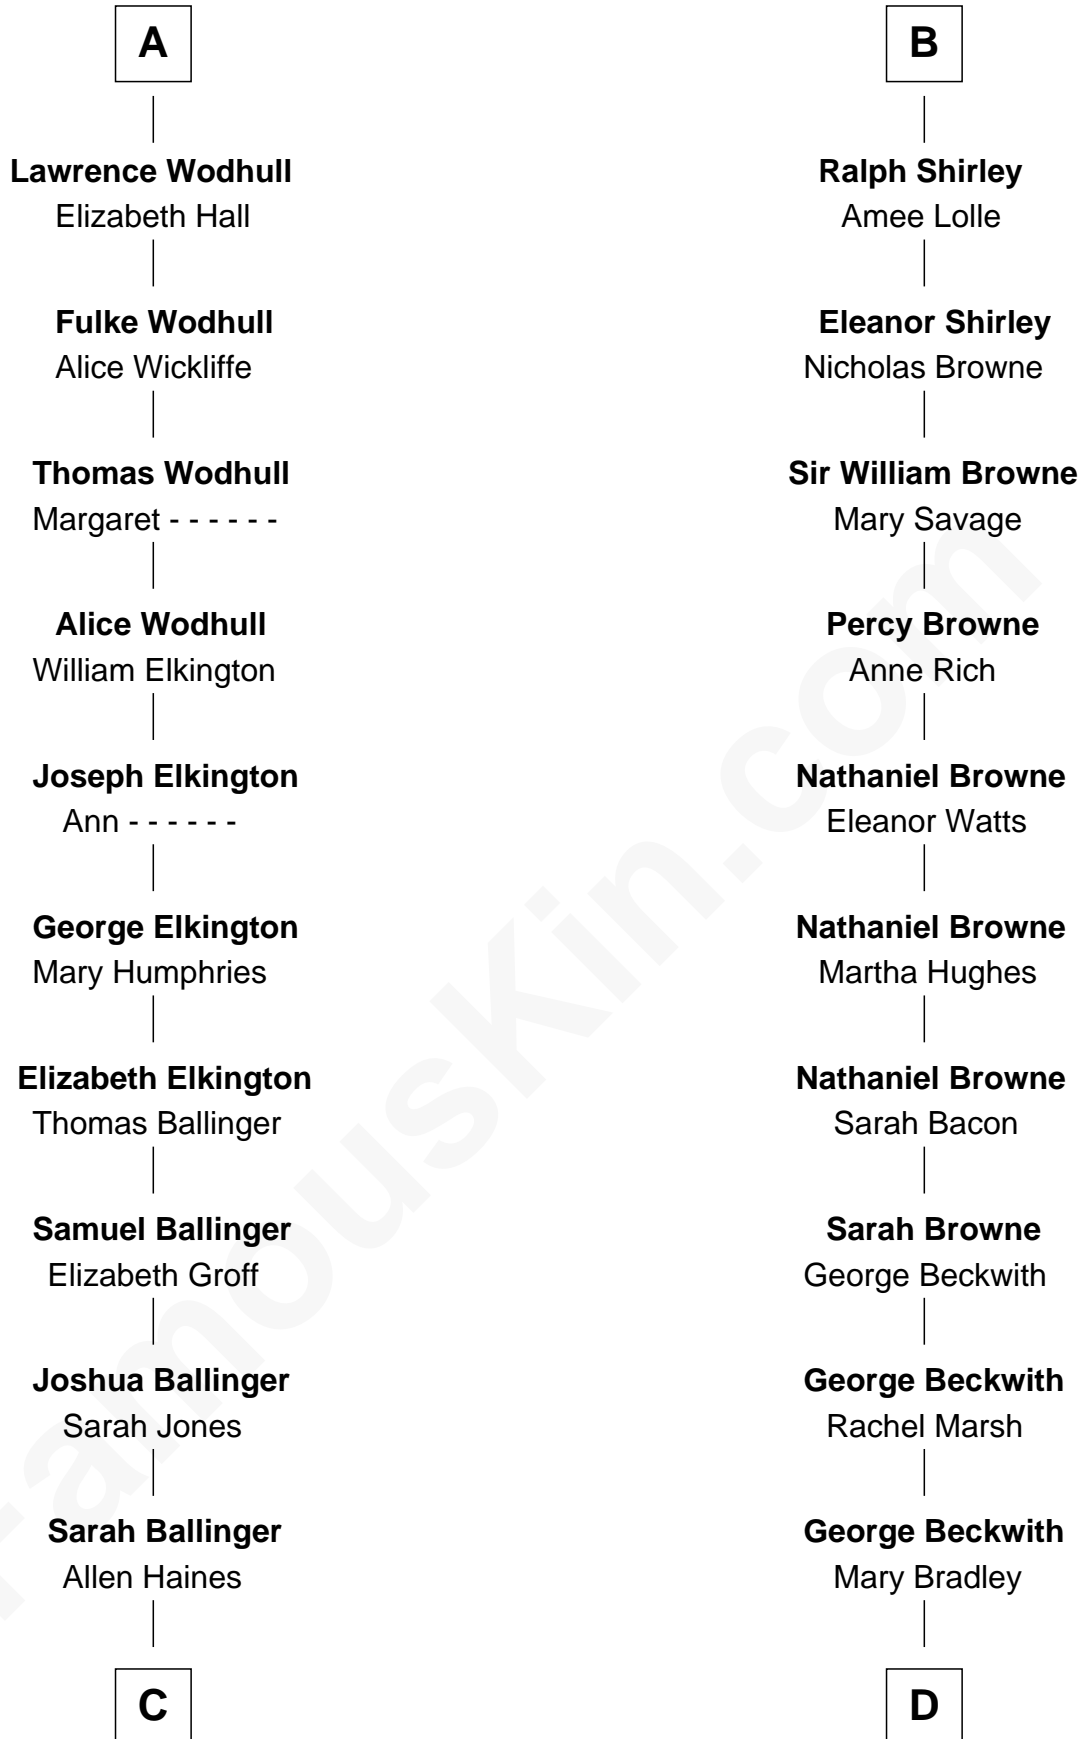 A
B
Lawrence Wodhull
Elizabeth Hall
Ralph Shirley
Amee Lolle
Fulke Wodhull
Alice Wickliffe
Eleanor Shirley
Nicholas Browne
Thomas Wodhull
Margaret - - - - - -
Sir William Browne
Mary Savage
Alice Wodhull
William Elkington
Percy Browne
Anne Rich
Joseph Elkington
Ann - - - - - -
Nathaniel Browne
Eleanor Watts
George Elkington
Mary Humphries
Nathaniel Browne
Martha Hughes
Elizabeth Elkington
Thomas Ballinger
Nathaniel Browne
Sarah Bacon
Samuel Ballinger
Elizabeth Groff
Sarah Browne
George Beckwith
Joshua Ballinger
Sarah Jones
George Beckwith
Rachel Marsh
Sarah Ballinger
Allen Haines
George Beckwith
Mary Bradley
C
D
FamousKin.com